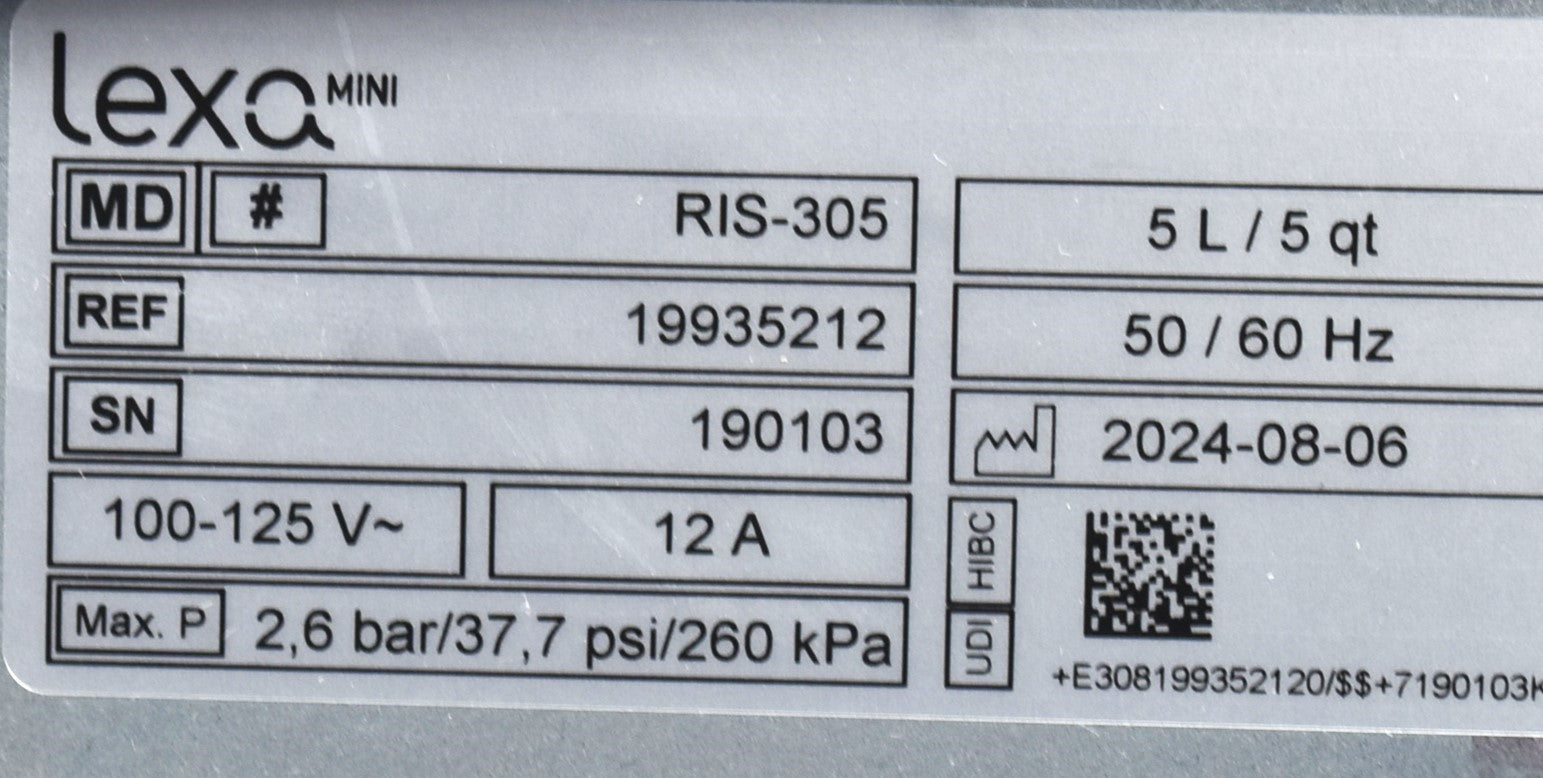 lexa MINI
MD # RIS-305
REF 19935212
SN 190103
100-125 V~ 12 A
Max. P 2,6 bar/37,7 psi/260 kPa
5 L / 5 qt
50 / 60 Hz
2024-08-06
HIBC
UDI
+E308199352120/$$+7190103K